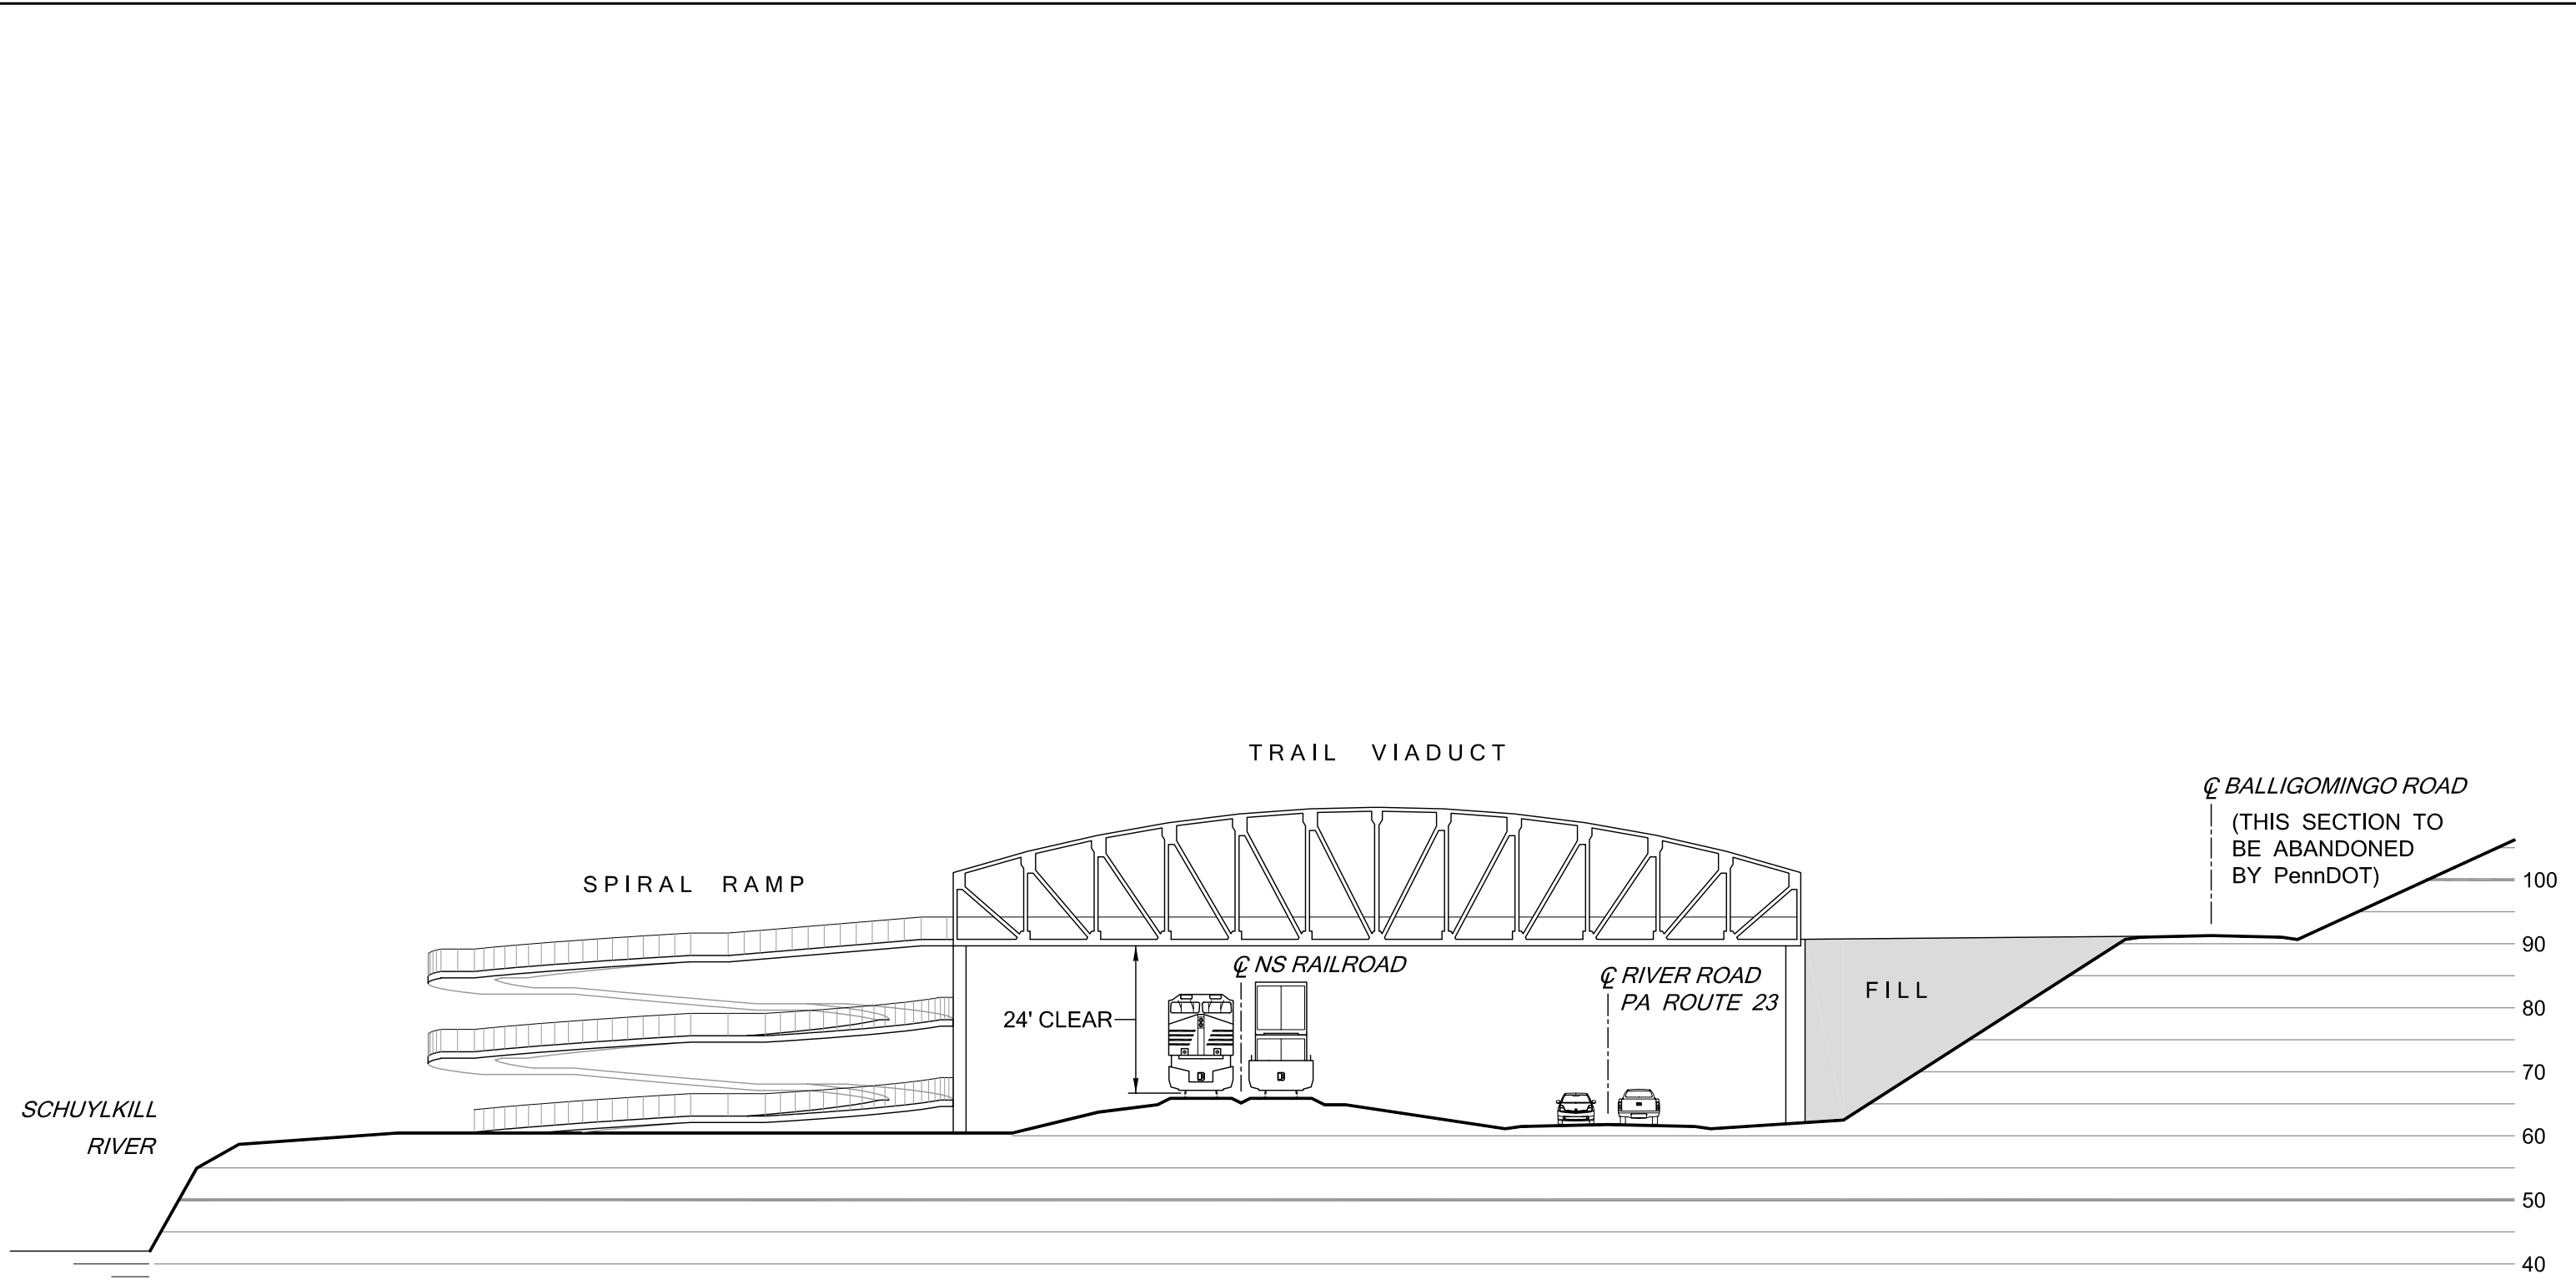 TRAIL VIADUCT
℄ BALLIGOMINGO ROAD
(THIS SECTION TO
BE ABANDONED
BY PennDOT)
SPIRAL RAMP
100
90
℄ NS RAILROAD
℄ RIVER ROAD
PA ROUTE 23
FILL
24' CLEAR
80
70
SCHUYLKILL
RIVER
60
50
40